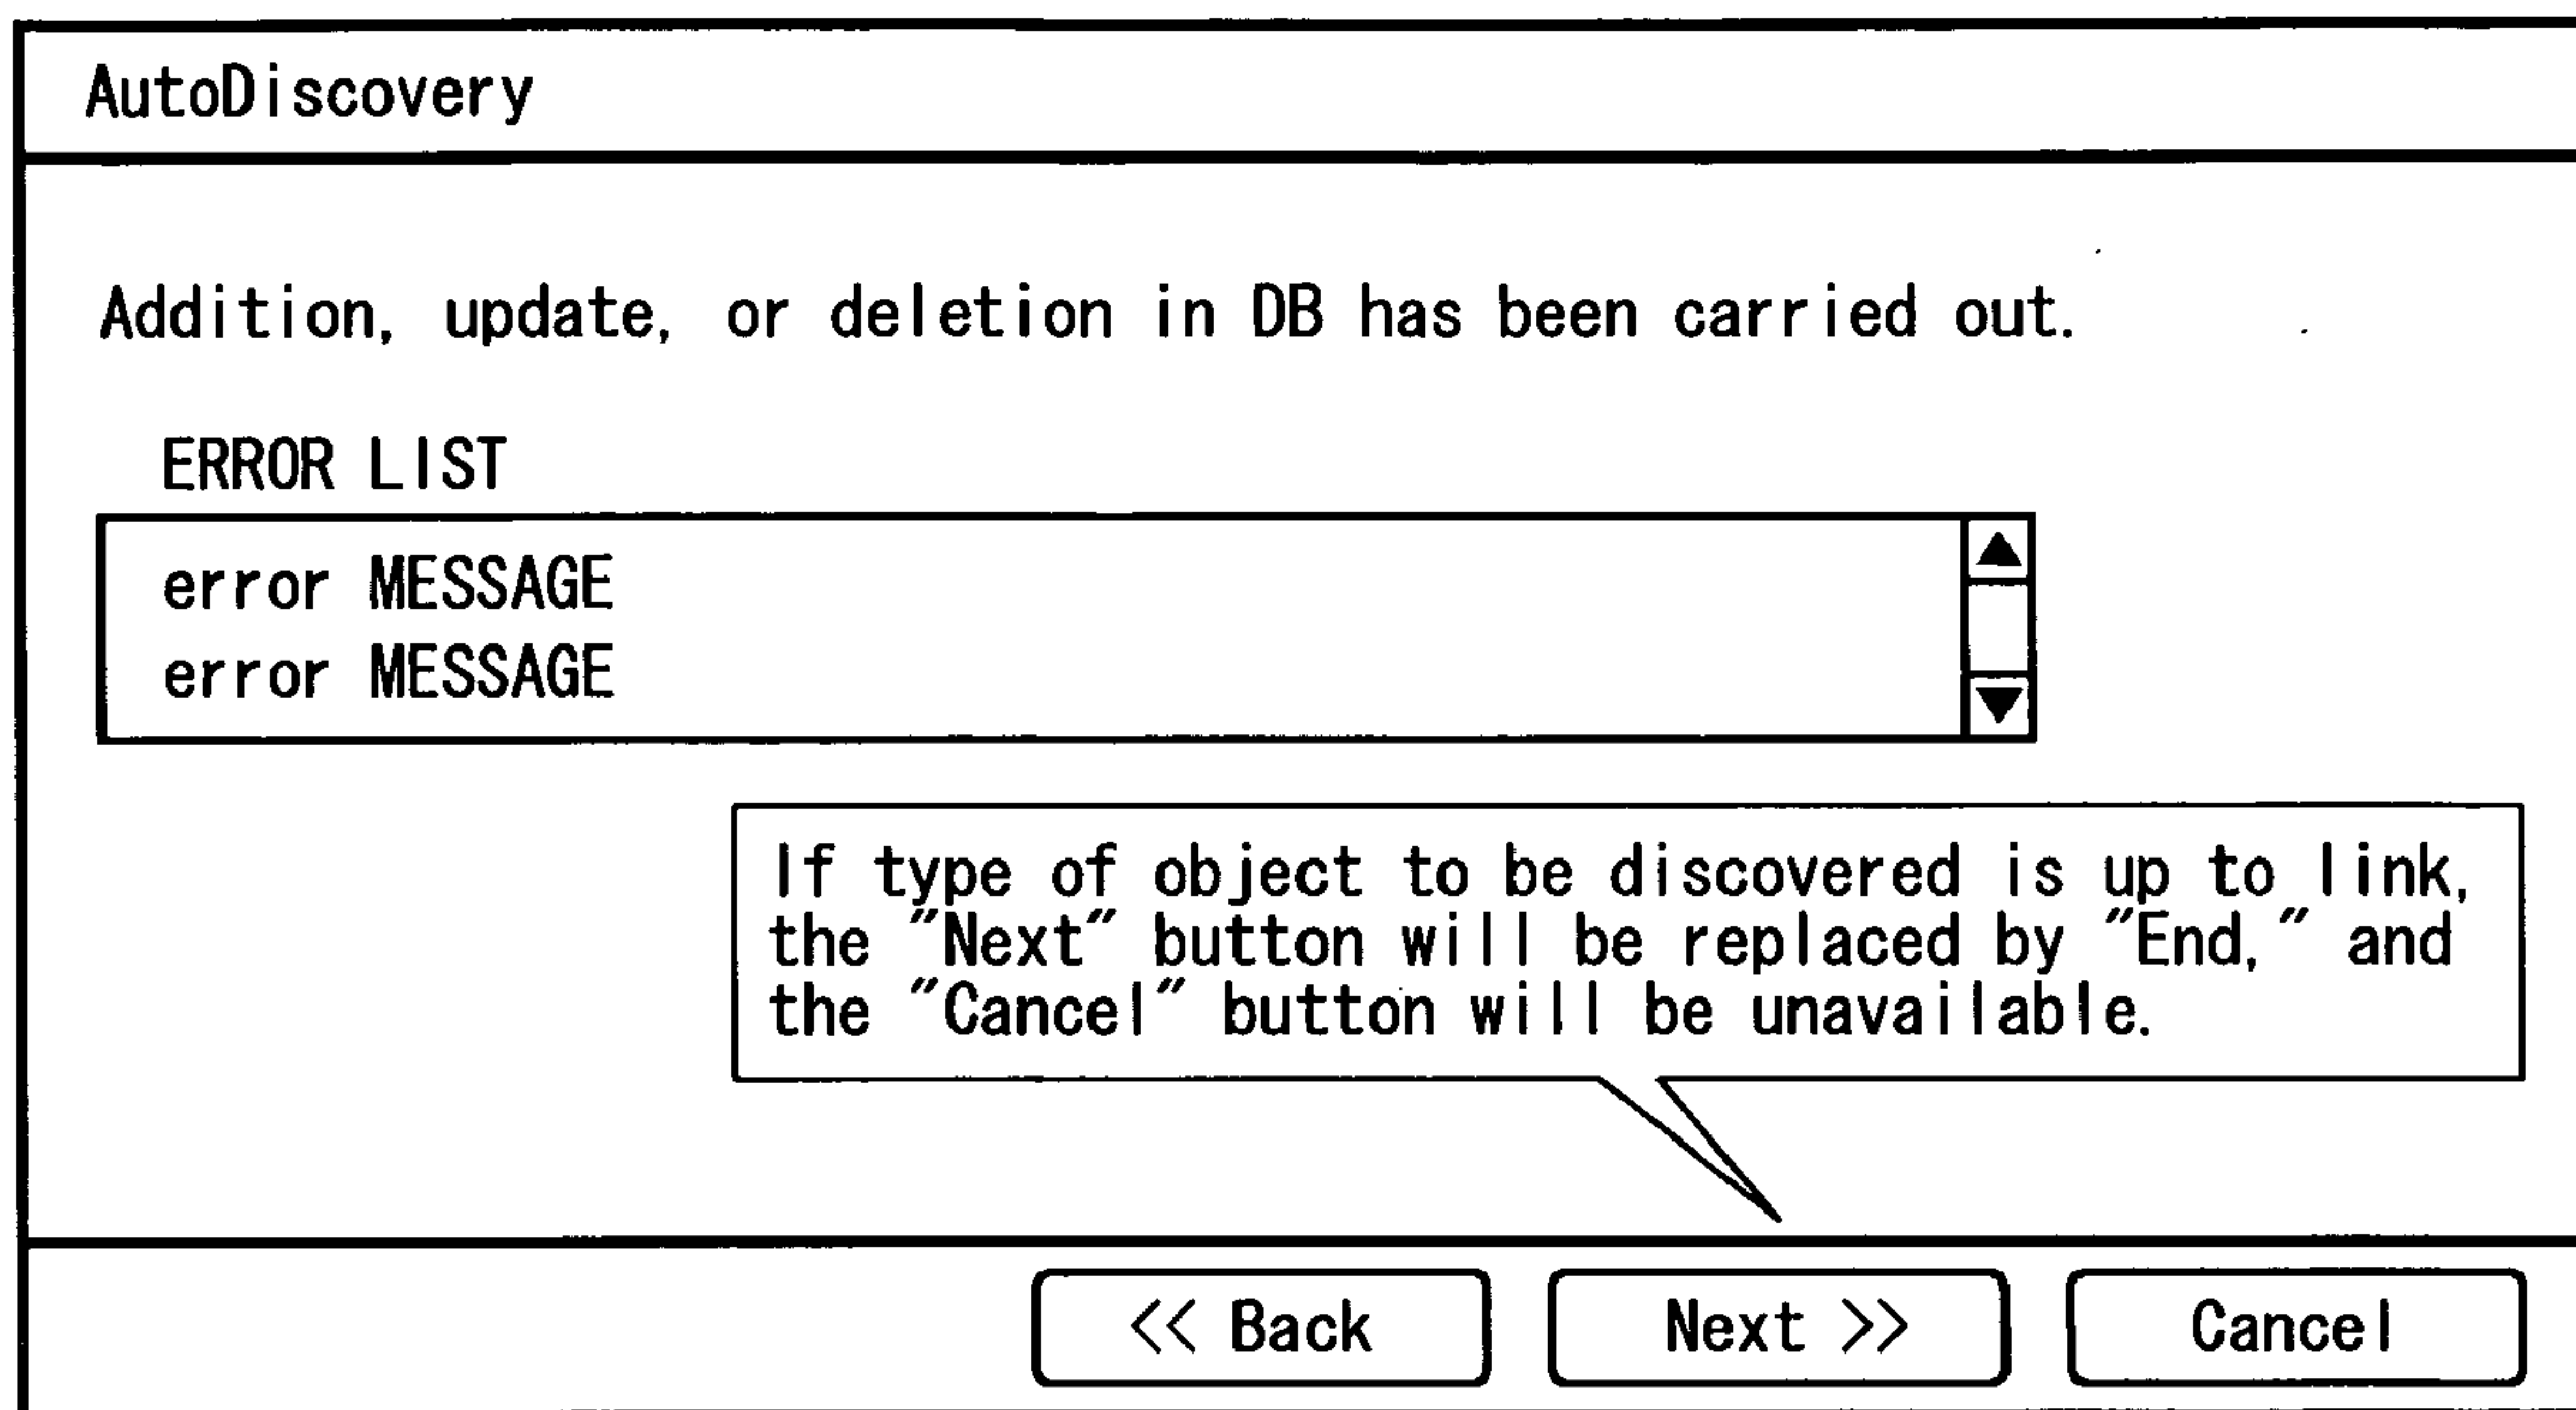 AutoDiscovery
Addition, update, or deletion in DB has been carried out.
ERROR LIST
error MESSAGE
error MESSAGE
If type of object to be discovered is up to link,
the "Next" button will be replaced by "End," and
the "Cancel" button will be unavailable.
<< Back Next >> Cancel